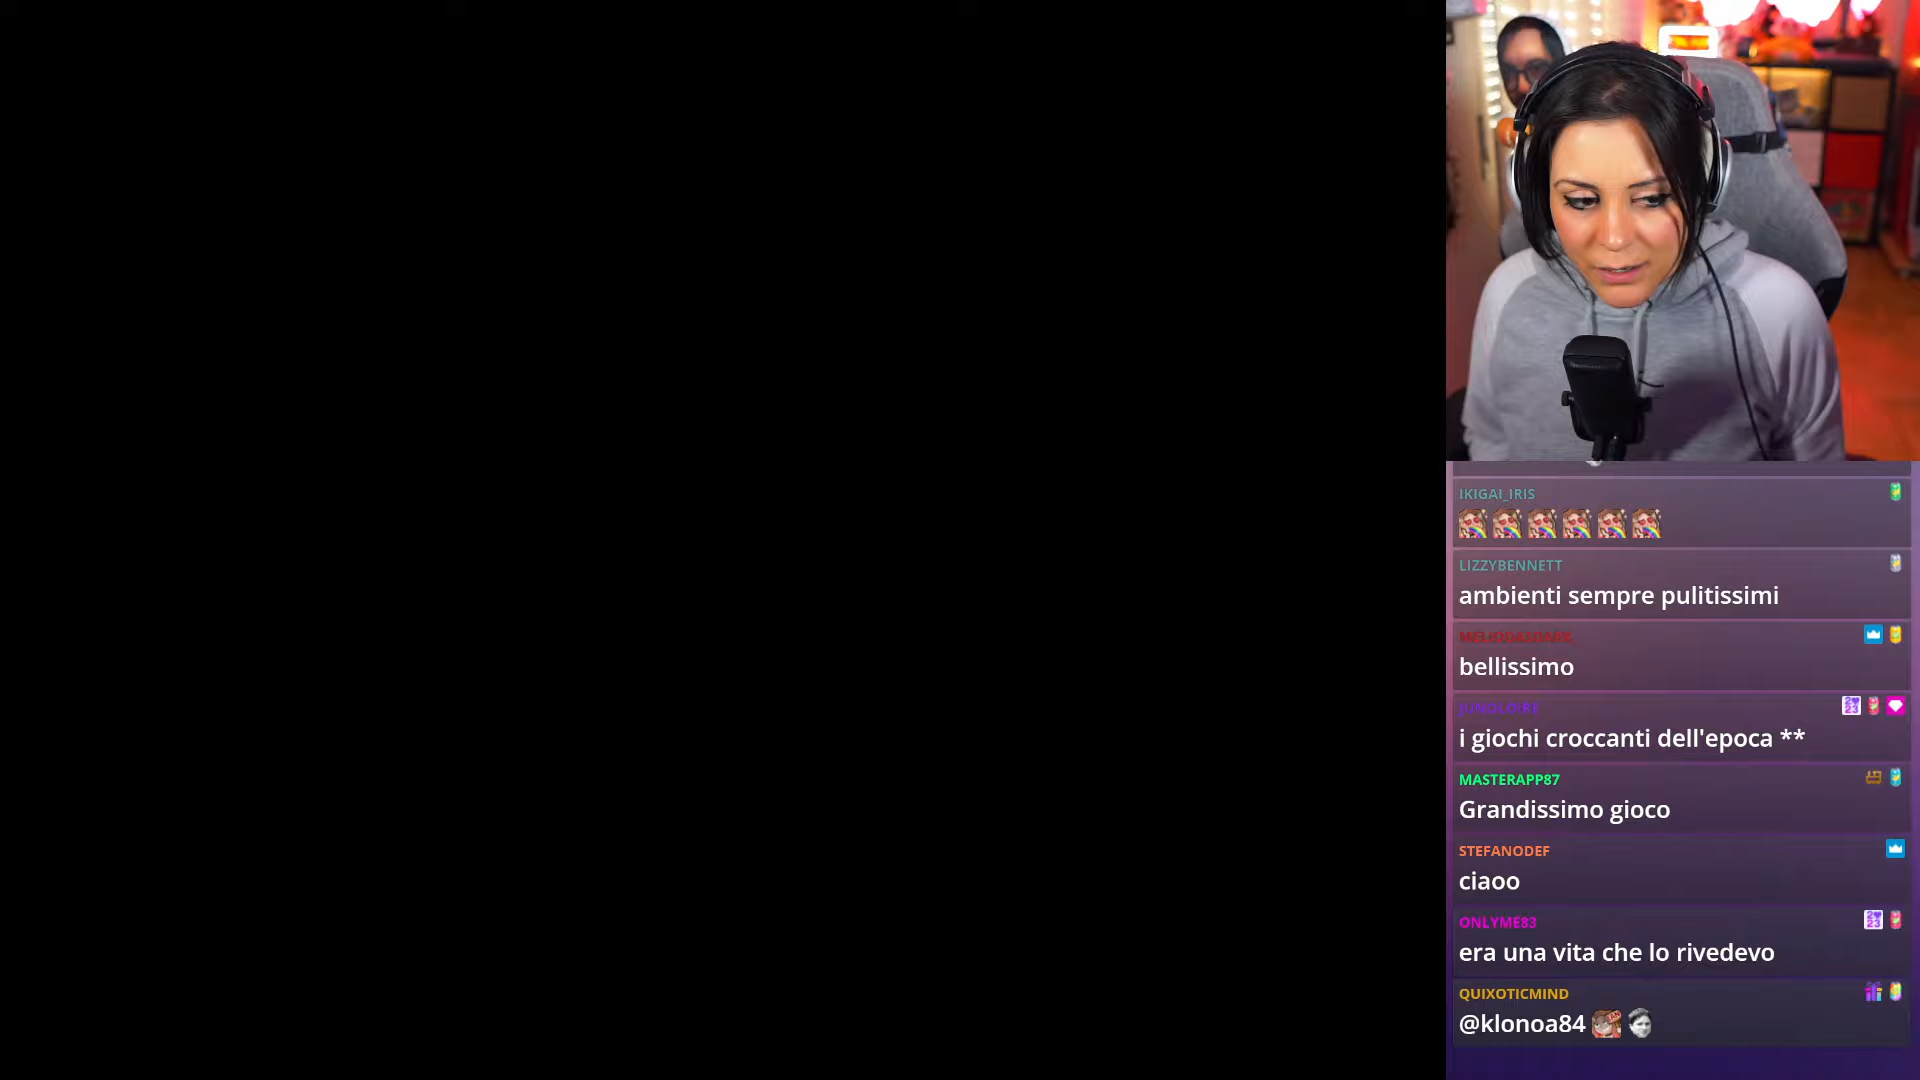 IKIGAI_IRIS
LIZZYBENNETT
ambienti sempre pulitissimi
bellissimo
i giochi croccanti dell'epoca **
MASTERAPP87
Grandissimo gioco
STEFANODEF
ciaoo
ONLYME83
era una vita che lo rivedevo
QUIXOTICMIND
@klonoa84